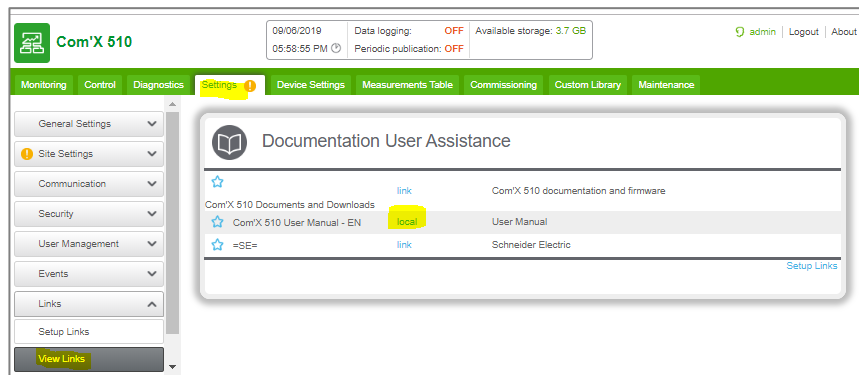 Com'X 510
09/06/2019
05:58:55 PM
Data logging: OFF
Periodic publication: OFF
Available storage: 3.7 GB
admin Logout About
Monitoring Control Diagnostics Settings Device Settings Measurements Table Commissioning Custom Library Maintenance
General Settings
Site Settings
Communication
Security
User Management
Events
Links
Setup Links
View Links
Documentation User Assistance
link Com'X 510 documentation and firmware
Com'X 510 Documents and Downloads
Com'X 510 User Manual - EN local User Manual
=SE= link Schneider Electric
Setup Links